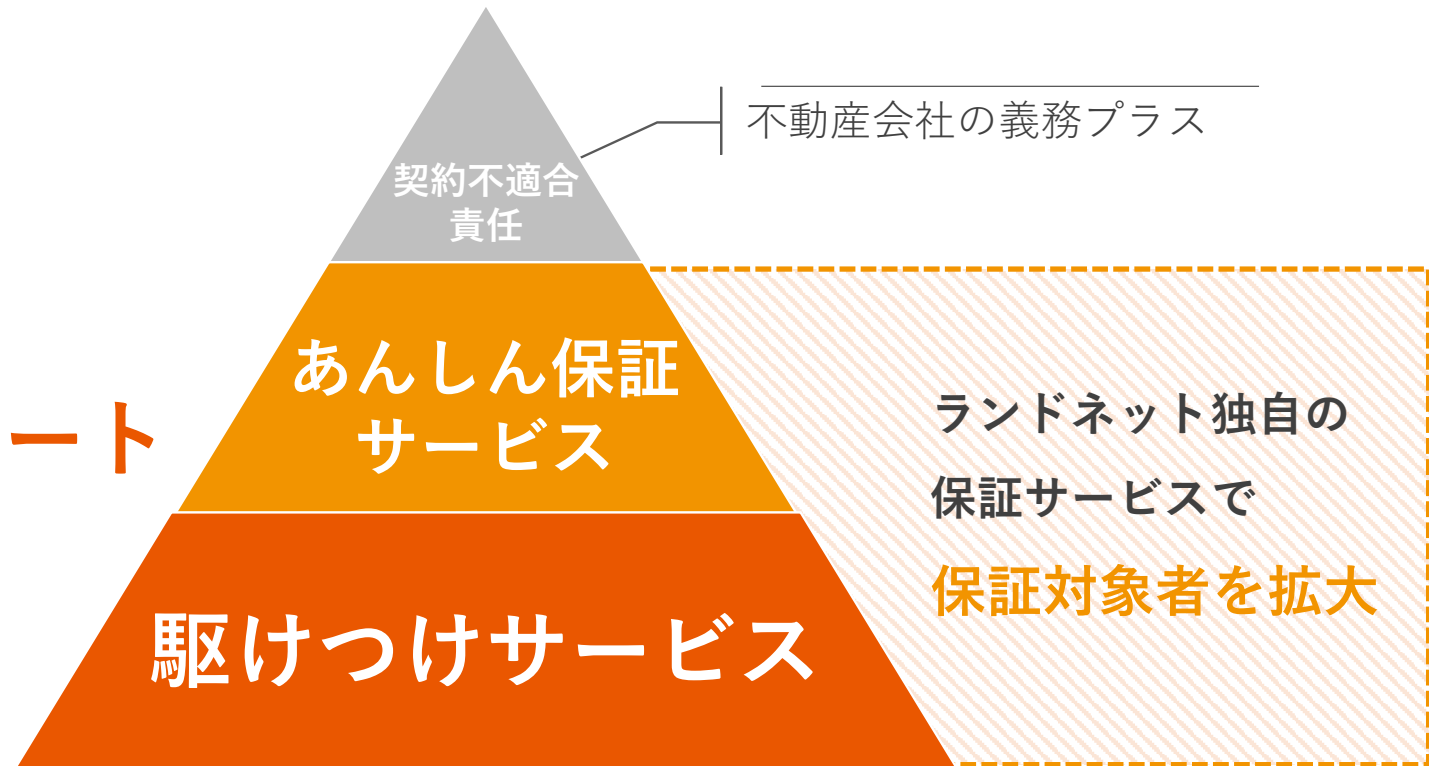 不動産会社の義務プラス
契約不適合
責任
あんしん保証
サービス
ート
ランドネット独自の
保証サービスで
保証対象者を拡大
駆けつけサービス